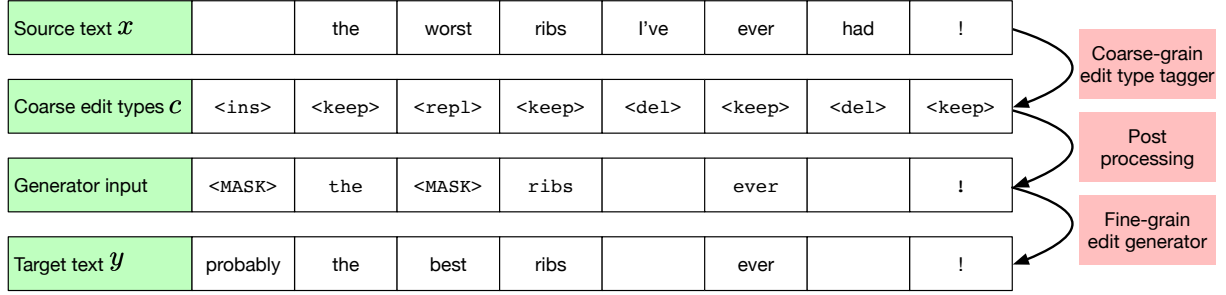 Source text x the worst ribs I've ever had !
Coarse-grain
edit type tagger
Coarse edit types c <ins> <keep> <repl> <keep> <del> <keep> <del> <keep>
Post
processing
Generator input <MASK> the <MASK> ribs ever !
Fine-grain
edit generator
Target text y probably the best ribs ever !